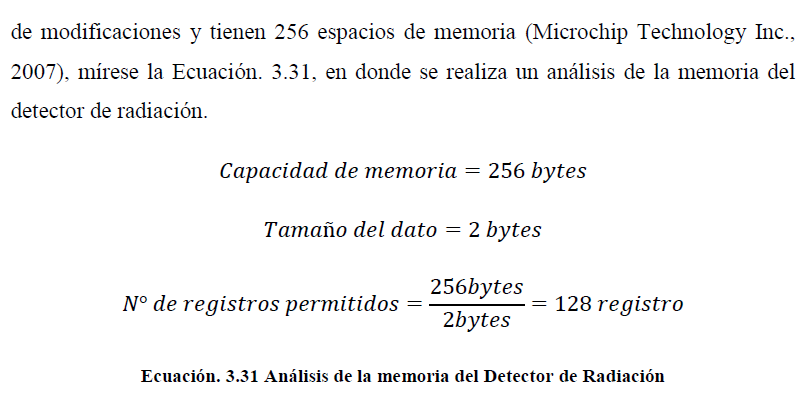 de modificaciones y tienen 256 espacios de memoria (Microchip Technology Inc.,
2007), mírese la Ecuación. 3.31, en donde se realiza un análisis de la memoria del
detector de radiación.
Capacidad de memoria = 256 bytes
Tamaño del dato = 2 bytes
N° de registros permitidos = 256bytes / 2bytes = 128 registro
Ecuación. 3.31 Análisis de la memoria del Detector de Radiación